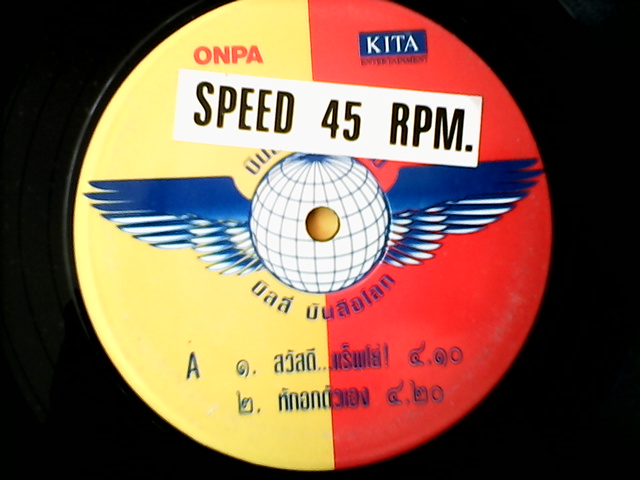 ONPA
KITA
ENTERTAINMENT
SPEED 45 RPM.
บิลลี่ บันลือโลก
A ๑. สวัสดี...แร็พโย่! ๔.๑๐
๒. หักอกตัวเอง ๔.๒๐